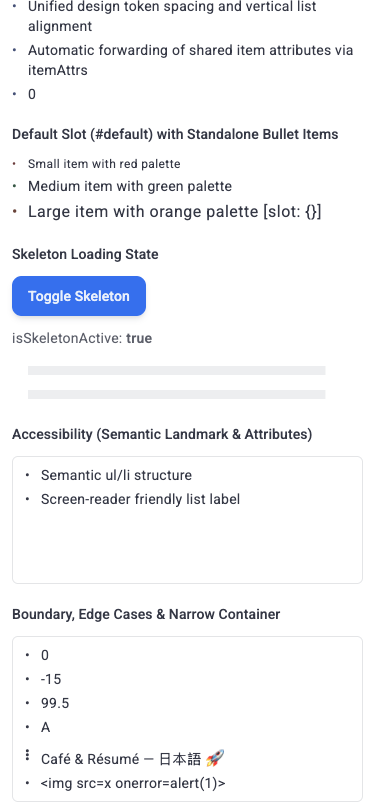 • Unified design token spacing and vertical list
alignment
• Automatic forwarding of shared item attributes via
itemAttrs
• 0
Default Slot (#default) with Standalone Bullet Items
• Small item with red palette
• Medium item with green palette
• Large item with orange palette [slot: {}]
Skeleton Loading State
Toggle Skeleton
isSkeletonActive: true
Accessibility (Semantic Landmark & Attributes)
• Semantic ul/li structure
• Screen-reader friendly list label
Boundary, Edge Cases & Narrow Container
• 0
• -15
• 99.5
• A
• Café & Résumé — 日本語 🚀
• <img src=x onerror=alert(1)>